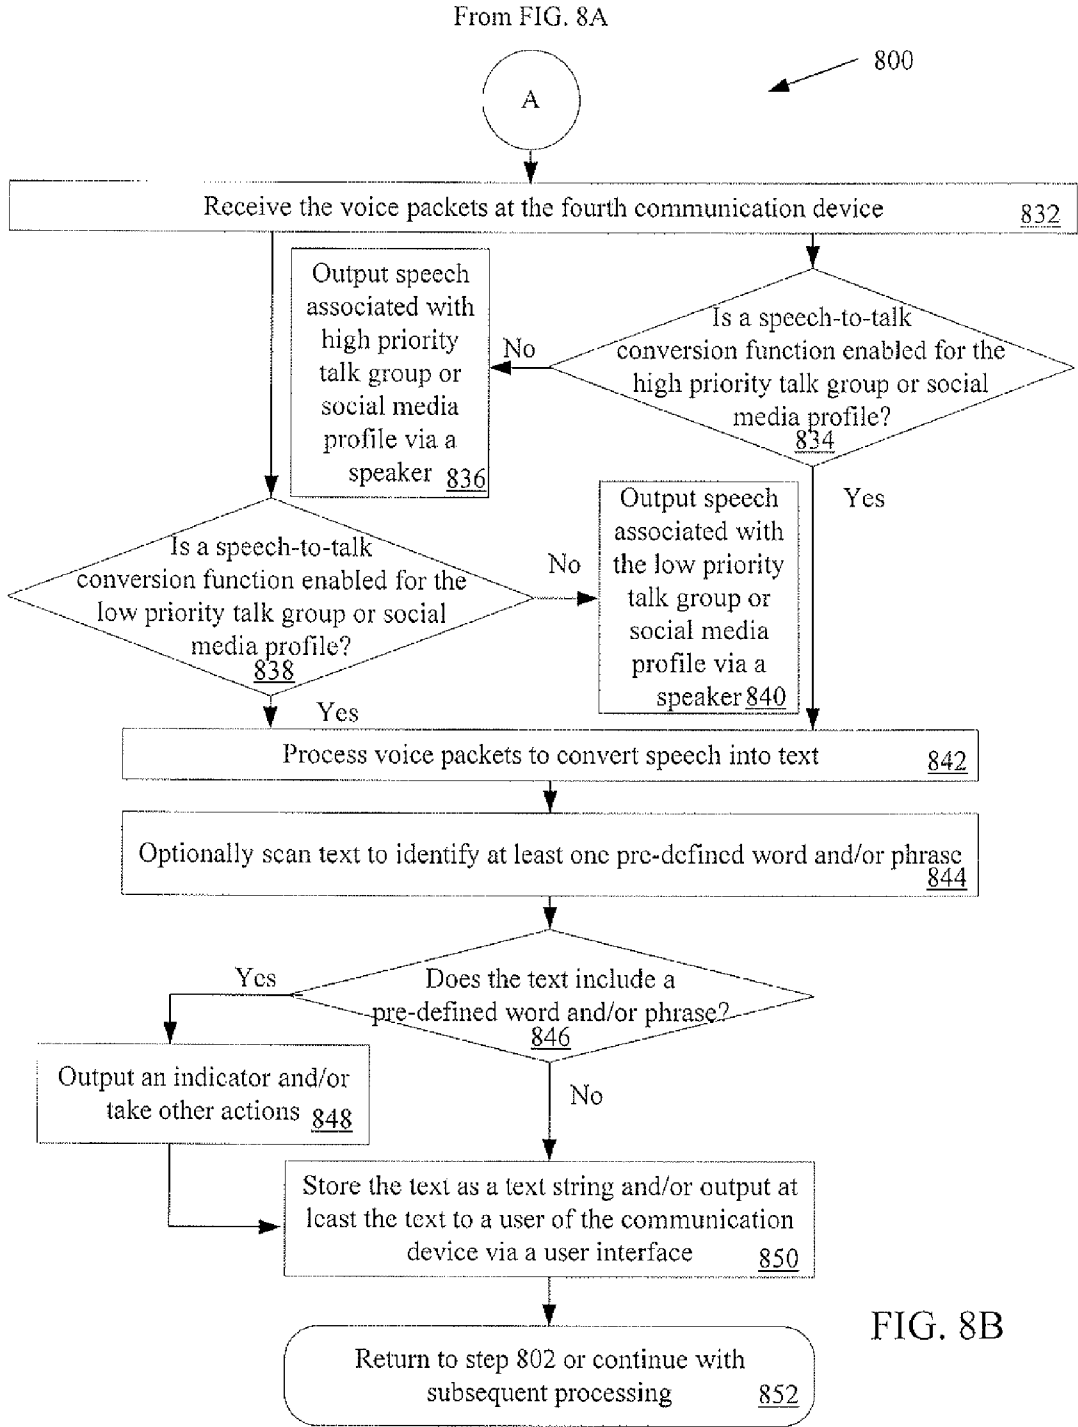 From FIG. 8A
800
A
Receive the voice packets at the fourth communication device
832
Output speech
associated with
high priority
talk group or
social media
profile via a
speaker 836
No
Is a speech-to-talk
conversion function enabled for the
high priority talk group or social
media profile?
834
Yes
Is a speech-to-talk
conversion function enabled for the
low priority talk group or social
media profile?
838
No
Output speech
associated with
the low priority
talk group or
social media
profile via a
speaker 840
Yes
Process voice packets to convert speech into text
842
Optionally scan text to identify at least one pre-defined word and/or phrase
844
Does the text include a
pre-defined word and/or phrase?
846
Yes
Output an indicator and/or
take other actions 848
No
Store the text as a text string and/or output at
least the text to a user of the communication
device via a user interface 850
FIG. 8B
Return to step 802 or continue with
subsequent processing 852